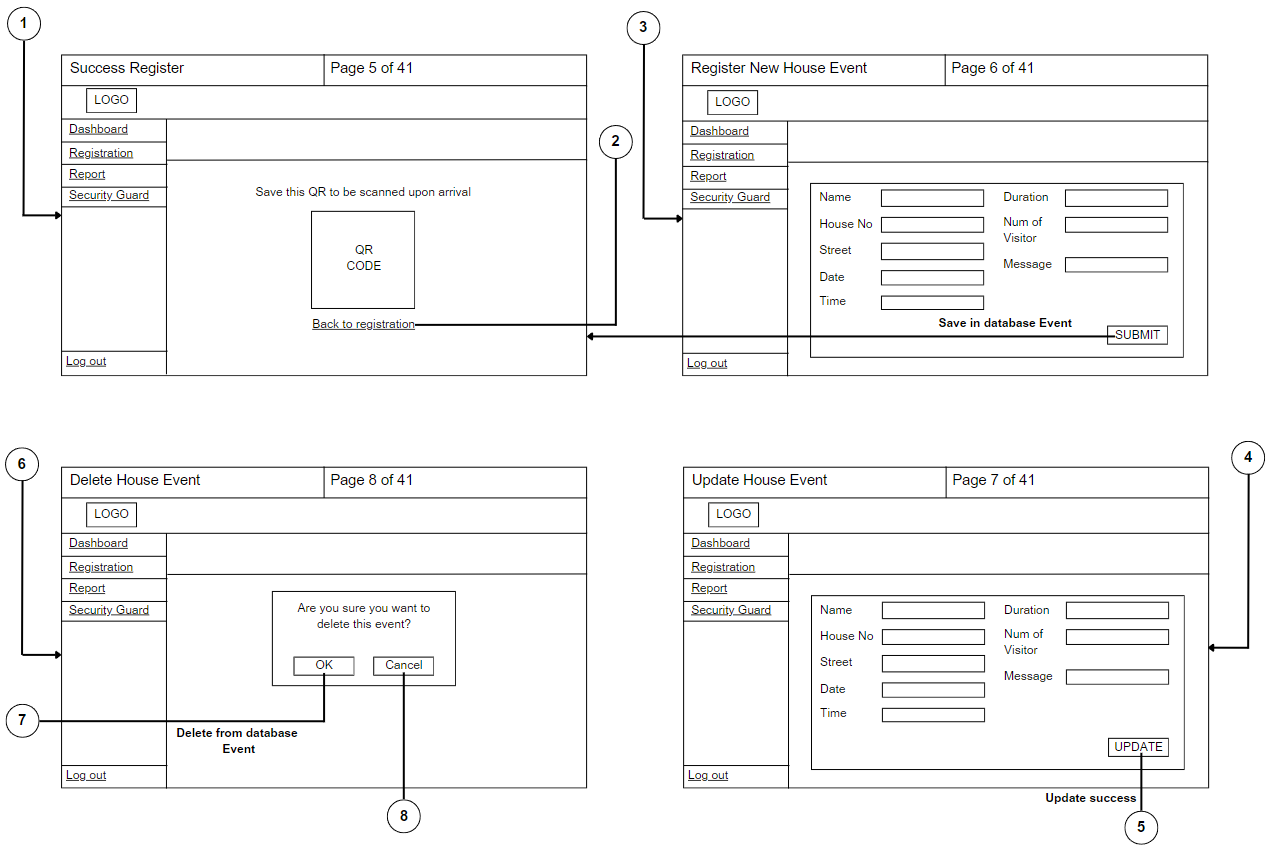 1
Success Register
Page 5 of 41
LOGO
Dashboard
Registration
Report
Security Guard
Save this QR to be scanned upon arrival
QR
CODE
Back to registration
Log out
2
3
Register New House Event
Page 6 of 41
LOGO
Dashboard
Registration
Report
Security Guard
Name
House No
Street
Date
Time
Duration
Num of
Visitor
Message
Save in database Event
SUBMIT
Log out
6
Delete House Event
Page 8 of 41
LOGO
Dashboard
Registration
Report
Security Guard
Are you sure you want to
delete this event?
OK
Cancel
7
Delete from database
Event
Log out
8
4
Update House Event
Page 7 of 41
LOGO
Dashboard
Registration
Report
Security Guard
Name
House No
Street
Date
Time
Duration
Num of
Visitor
Message
UPDATE
Log out
Update success
5